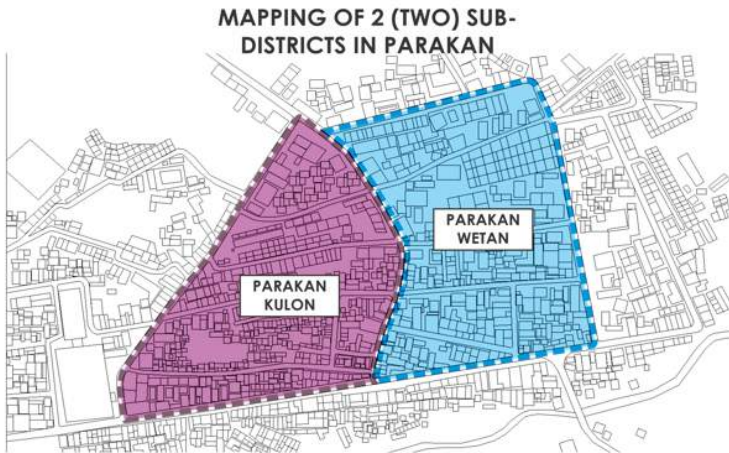 MAPPING OF 2 (TWO) SUB-
DISTRICTS IN PARAKAN
PARAKAN
WETAN
PARAKAN
KULON